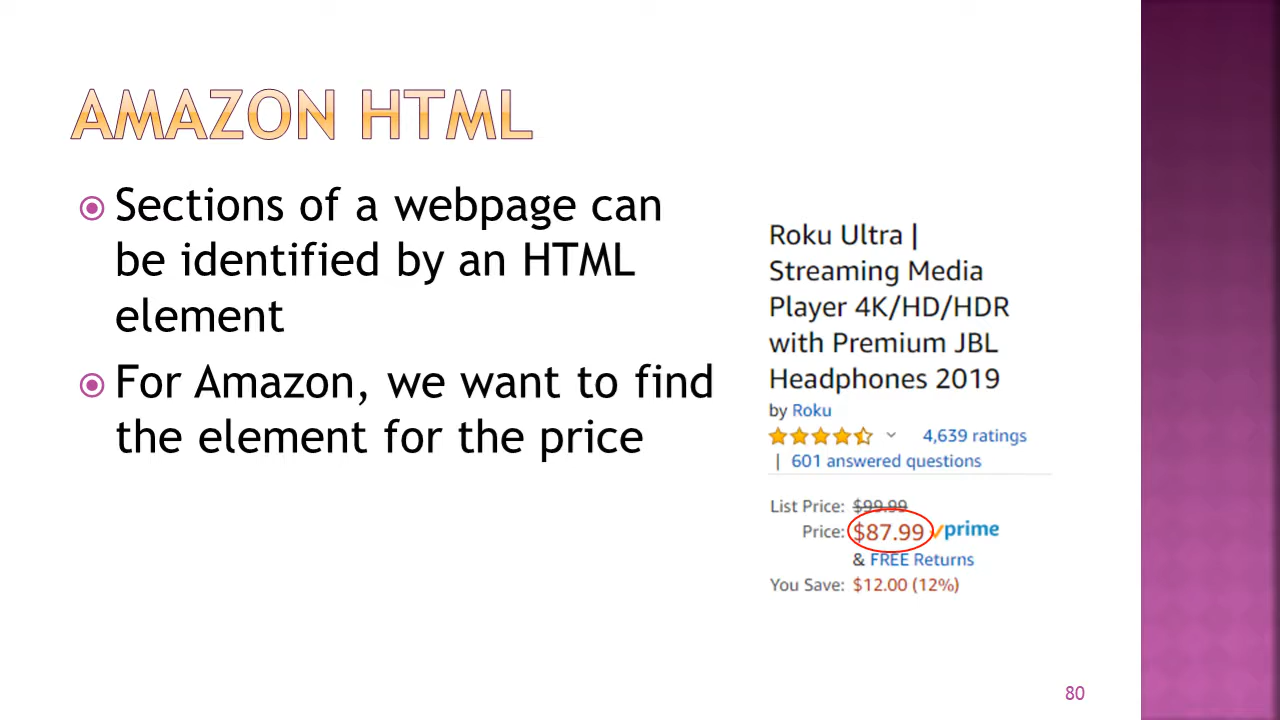 AMAZON HTML
Sections of a webpage can
be identified by an HTML
element
For Amazon, we want to find
the element for the price
Roku Ultra |
Streaming Media
Player 4K/HD/HDR
with Premium JBL
Headphones 2019
by Roku
4,639 ratings
| 601 answered questions
List Price: $99.99
Price: $87.99 prime
& FREE Returns
You Save: $12.00 (12%)
80